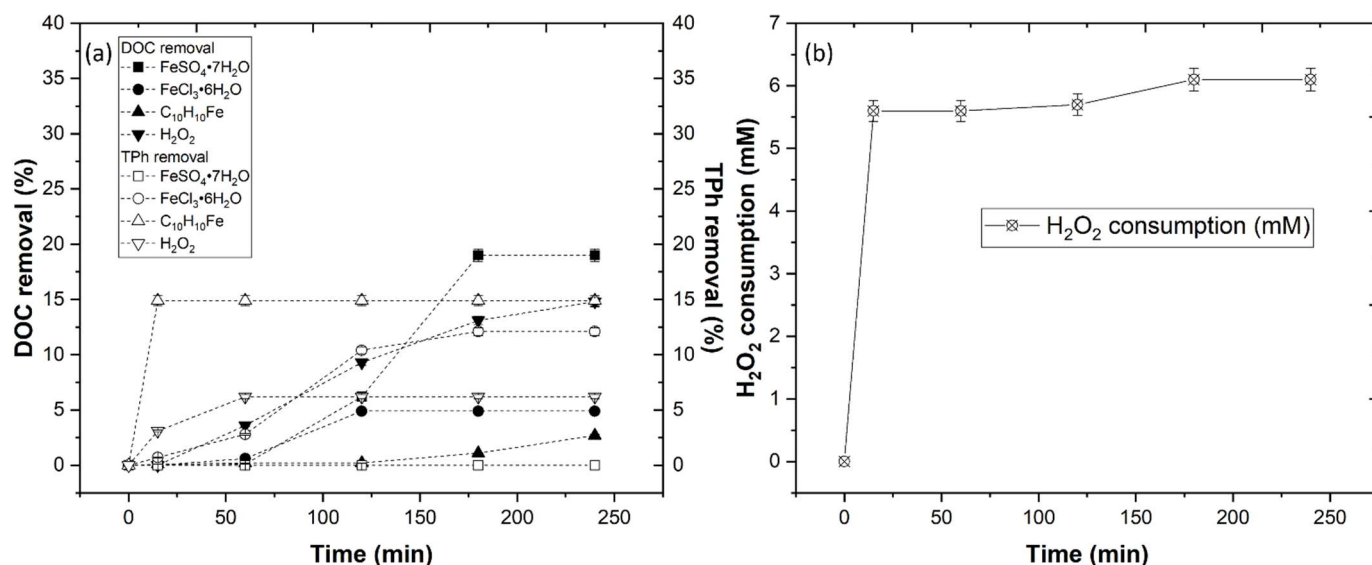 (a)
DOC removal
FeSO₄•7H₂O
FeCl₃•6H₂O
C₁₀H₁₀Fe
H₂O₂
TPh removal
FeSO₄•7H₂O
FeCl₃•6H₂O
C₁₀H₁₀Fe
H₂O₂
40
35
30
25
20
15
10
5
0
DOC removal (%)
40
35
30
25
20
15
10
5
0
TPh removal (%)
0 50 100 150 200 250
Time (min)
(b)
7
6
5
4
3
2
1
0
H₂O₂ consumption (mM)
H₂O₂ consumption (mM)
0 50 100 150 200 250
Time (min)